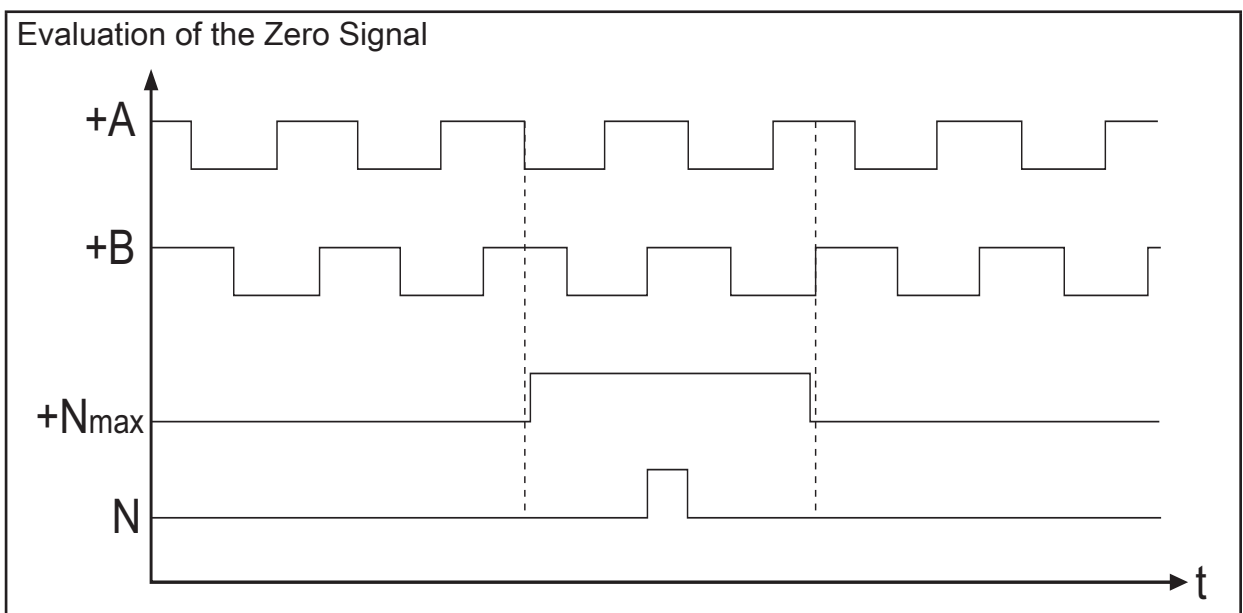 Evaluation of the Zero Signal
+A
+B
+Nmax
N
t